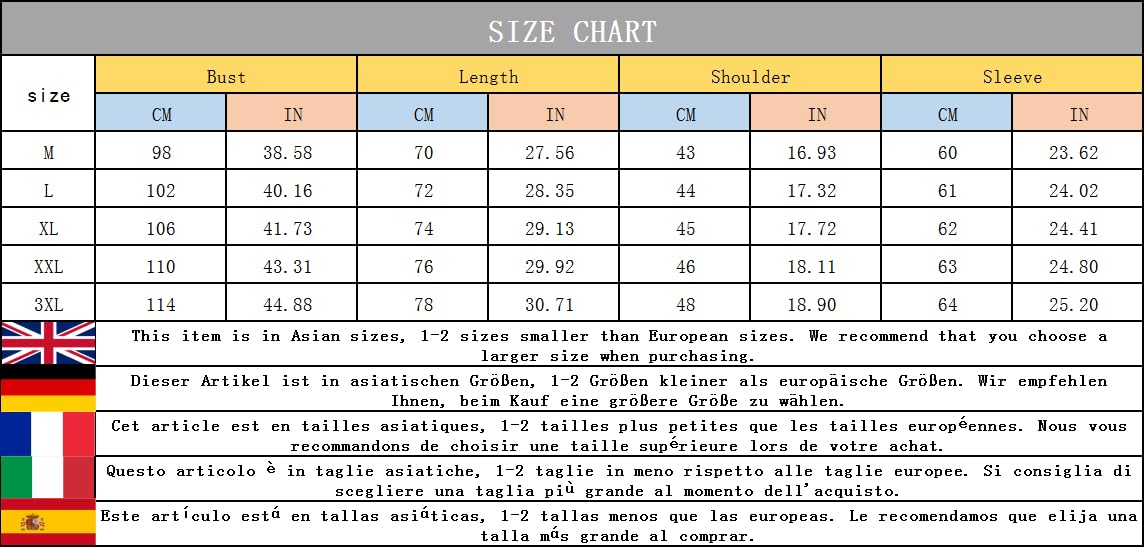 SIZE CHART
size Bust Length Shoulder Sleeve
CM IN CM IN CM IN CM IN
M 98 38.58 70 27.56 43 16.93 60 23.62
L 102 40.16 72 28.35 44 17.32 61 24.02
XL 106 41.73 74 29.13 45 17.72 62 24.41
XXL 110 43.31 76 29.92 46 18.11 63 24.80
3XL 114 44.88 78 30.71 48 18.90 64 25.20
This item is in Asian sizes, 1-2 sizes smaller than European sizes. We recommend that you choose a
larger size when purchasing.
Dieser Artikel ist in asiatischen Größen, 1-2 Größen kleiner als europäische Größen. Wir empfehlen
Ihnen, beim Kauf eine größere Größe zu wählen.
Cet article est en tailles asiatiques, 1-2 tailles plus petites que les tailles européennes. Nous vous
recommandons de choisir une taille supérieure lors de votre achat.
Questo articolo è in taglie asiatiche, 1-2 taglie in meno rispetto alle taglie europee. Si consiglia di
scegliere una taglia più grande al momento dell'acquisto.
Este artículo está en tallas asiáticas, 1-2 tallas menos que las europeas. Le recomendamos que elija una
talla más grande al comprar.